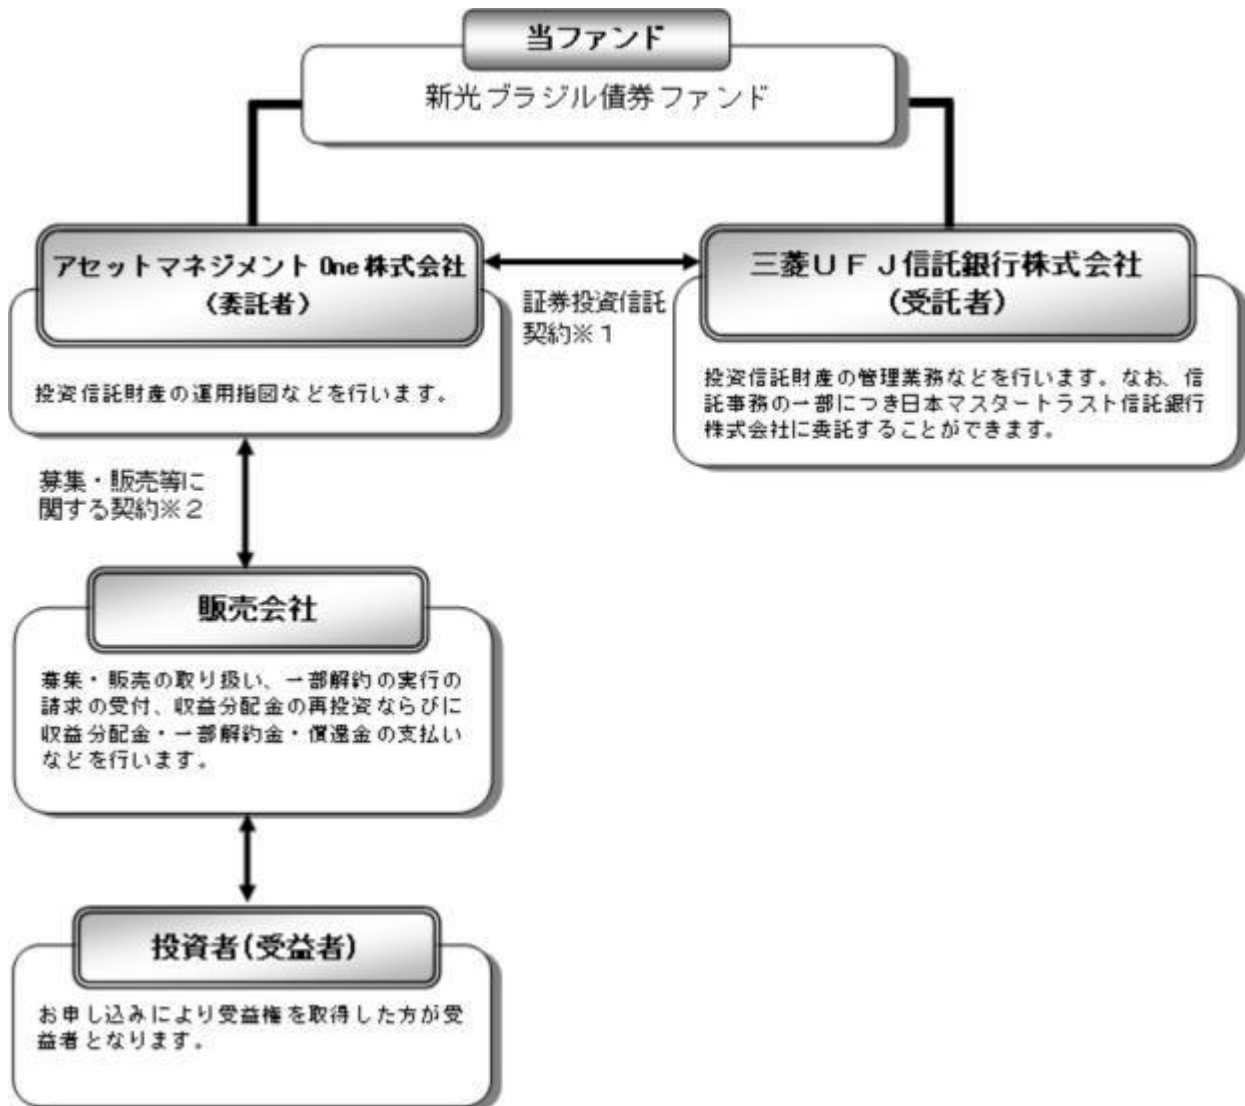 当ファンド
新光ブラジル債券ファンド
アセットマネジメント One 株式会社
(委託者)
投資信託財産の運用指図などを行います。
証券投資信託
契約※１
三菱ＵＦＪ信託銀行株式会社
(受託者)
投資信託財産の管理業務などを行います。なお、信
託事務の一部につき日本マスタートラスト信託銀行
株式会社に委託することができます。
募集・販売等に
関する契約※２
販売会社
募集・販売の取り扱い、一部解約の実行の
請求の受付、収益分配金の再投資ならびに
収益分配金・一部解約金・償還金の支払い
などを行います。
投資者(受益者)
お申し込みにより受益権を取得した方が受
益者となります。